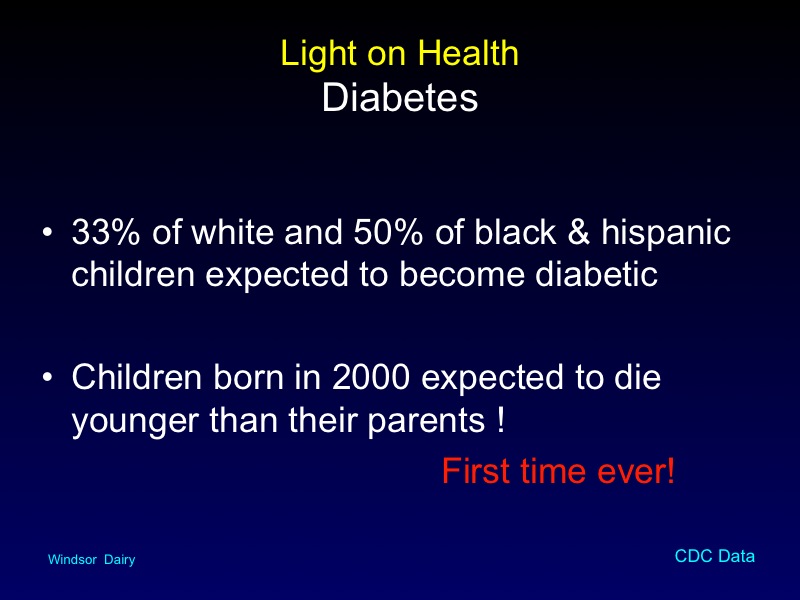 Light on Health
Diabetes
• 33% of white and 50% of black & hispanic
children expected to become diabetic
• Children born in 2000 expected to die
younger than their parents !
First time ever!
Windsor Dairy
CDC Data